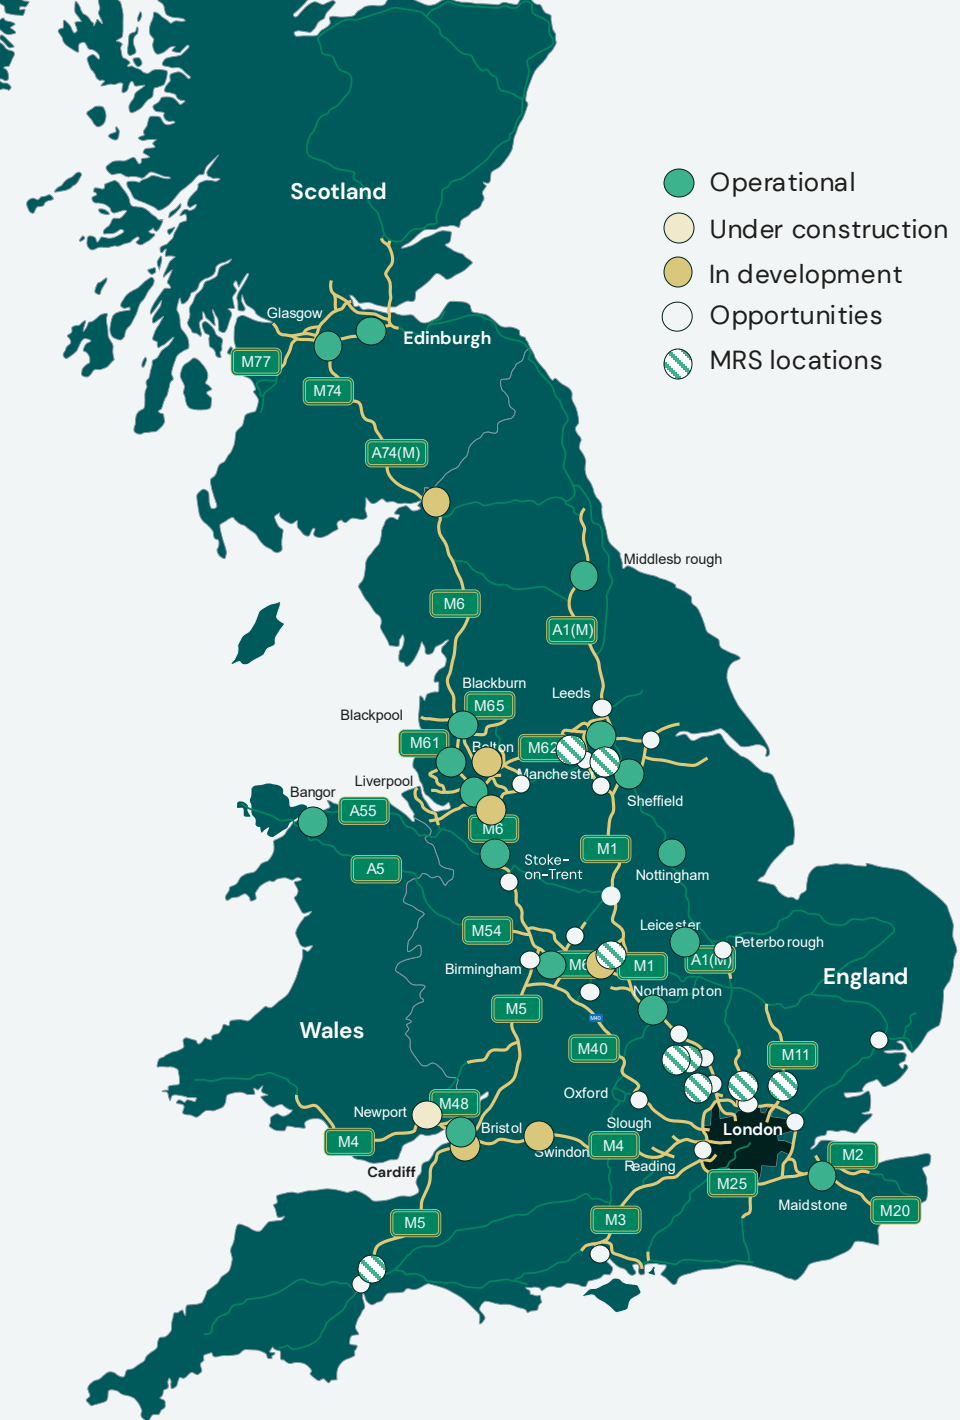 Operational
Scotland
Under construction
In development
Glasgow
Opportunities
Edinburgh
M77
MRS locations
M74
A74(M)
Middlesb rough
M6
A1(M)
Blackburn
Leeds
M65
Blackpool
M61
Bolton
M62
Manchester
Liverpool
Bangor
Sheffield
A55
M6
M1
Stoke-
on-Trent
A5
Nottingham
Leicester
M54
Peterbo rough
A1(M)
Birmingham
M6
M1
England
Northam pton
M5
M40
Wales
M40
M11
Oxford
M48
Newport
Slough
Bristol
London
M4
Swindon
M4
M2
Reading
Cardiff
M25
Maidstone
M20
M5
M3